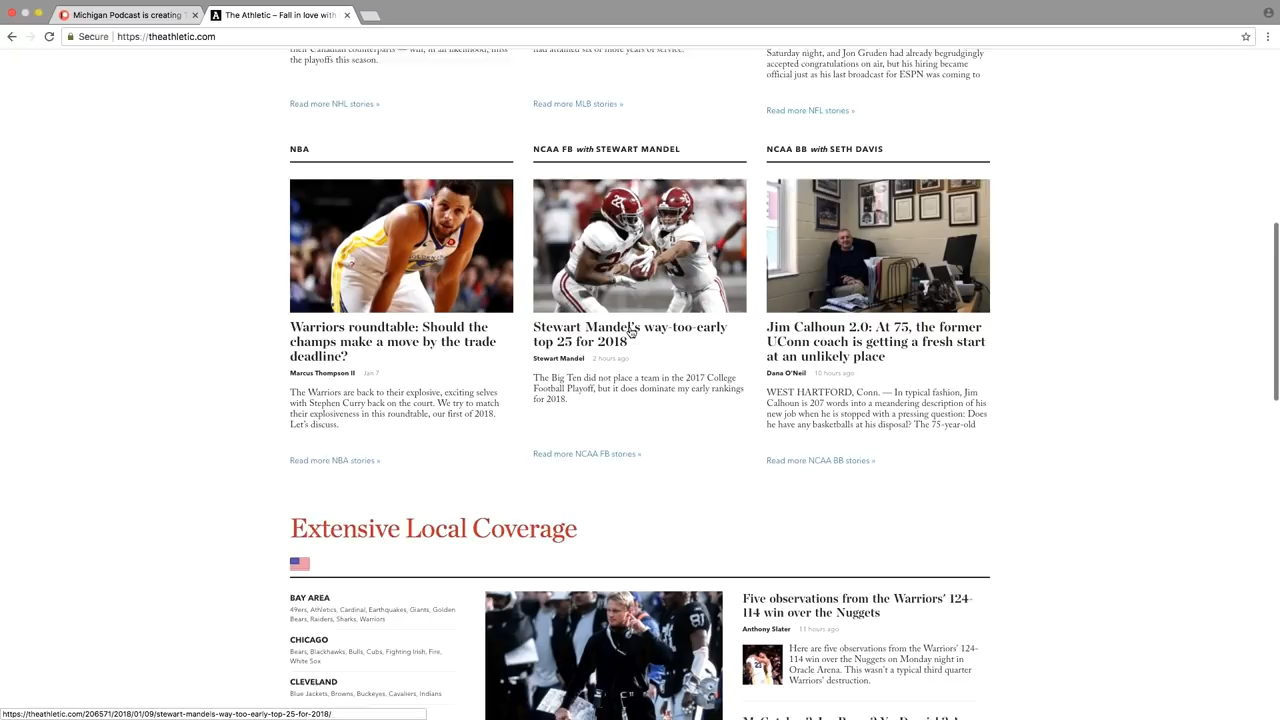 Michigan Podcast is creating
The Athletic – Fall in love with
Secure
https://theathletic.com
the playoffs this season.
Saturday night, and Jon Gruden had already begrudgingly
accepted congratulations on air, but his hiring became
official just as his last broadcast for ESPN was coming to
Read more NHL stories »
Read more MLB stories »
Read more NFL stories »
NBA
NCAA FB with STEWART MANDEL
NCAA BB with SETH DAVIS
Warriors roundtable: Should the
champs make a move by the trade
deadline?
Marcus Thompson II Jan 7
The Warriors are back to their explosive, exciting selves
with Stephen Curry back on the court. We try to match
their explosiveness in this roundtable, our first of 2018.
Let's discuss.
Read more NBA stories »
Stewart Mandel's way-too-early
top 25 for 2018
Stewart Mandel 2 hours ago
The Big Ten did not place a team in the 2017 College
Football Playoff, but it does dominate my early rankings
for 2018.
Read more NCAA FB stories »
Jim Calhoun 2.0: At 75, the former
UConn coach is getting a fresh start
at an unlikely place
Dana O'Neil 10 hours ago
WEST HARTFORD, Conn. — In typical fashion, Jim
Calhoun is 207 words into a meandering description of his
new job when he is stopped with a pressing question: Does
he have any basketballs at his disposal? The 75-year-old
Read more NCAA BB stories »
Extensive Local Coverage
BAY AREA
49ers, Athletics, Cardinal, Earthquakes, Giants, Golden
Bears, Raiders, Sharks, Warriors
CHICAGO
Bears, Blackhawks, Bulls, Cubs, Fighting Irish, Fire,
White Sox
CLEVELAND
Blue Jackets, Browns, Buckeyes, Cavaliers, Indians
Five observations from the Warriors' 124-
114 win over the Nuggets
Anthony Slater 11 hours ago
Here are five observations from the Warriors' 124-
114 win over the Nuggets on Monday night in
Oracle Arena. This wasn't a typical third quarter
Warriors' destruction.
https://theathletic.com/206571/2018/01/09/stewart-mandels-way-too-early-top-25-for-2018/